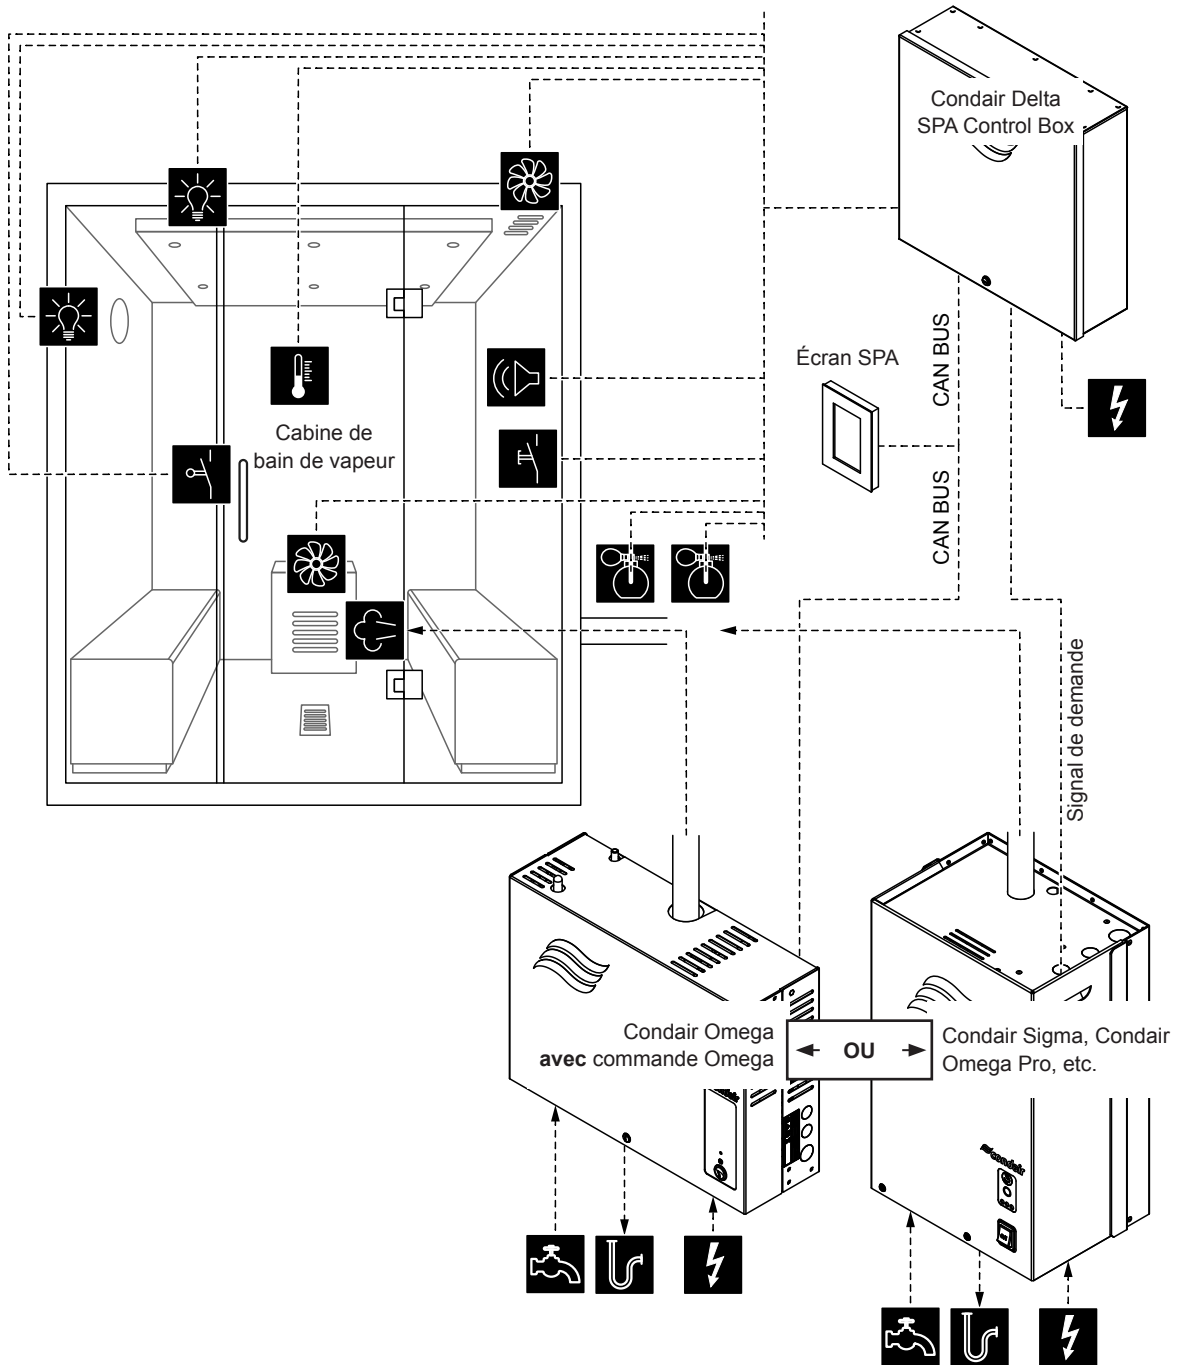 Condair Delta
SPA Control Box
CAN BUS
Écran SPA
Cabine de
bain de vapeur
CAN BUS
Signal de demande
Condair Omega
avec commande Omega
OU
Condair Sigma, Condair
Omega Pro, etc.
condair